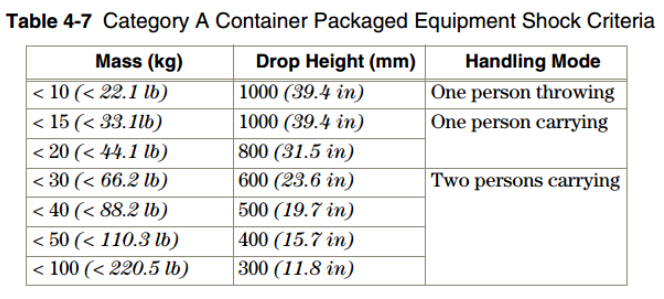 Table 4-7 Category A Container Packaged Equipment Shock Criteria
Mass (kg) Drop Height (mm) Handling Mode
< 10 (< 22.1 lb) 1000 (39.4 in) One person throwing
< 15 (< 33.1lb) 1000 (39.4 in) One person carrying
< 20 (< 44.1 lb) 800 (31.5 in)
< 30 (< 66.2 lb) 600 (23.6 in) Two persons carrying
< 40 (< 88.2 lb) 500 (19.7 in)
< 50 (< 110.3 lb) 400 (15.7 in)
< 100 (< 220.5 lb) 300 (11.8 in)